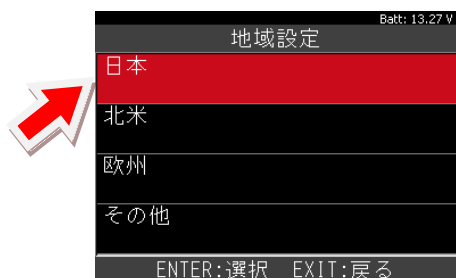 Batt: 13.27 V
地域設定
日本
北米
欧州
その他
ENTER:選択 EXIT:戻る